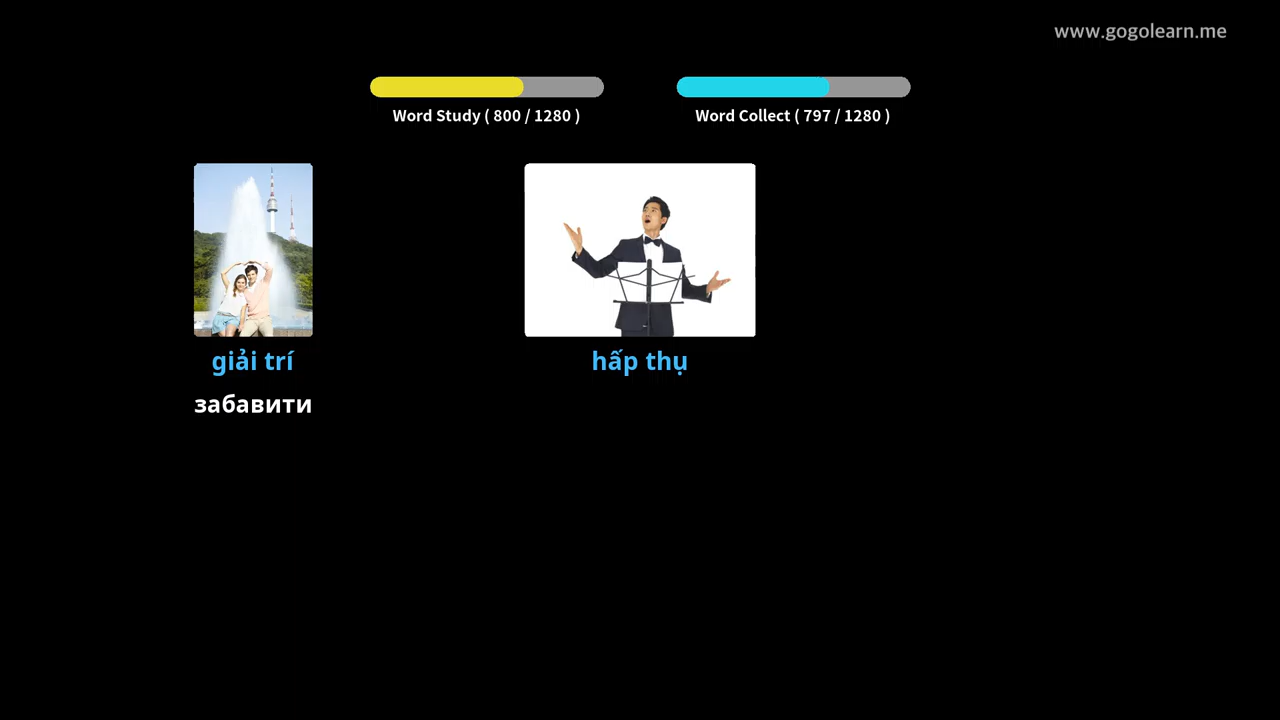 www.gogolearn.me
Word Study ( 800 / 1280 )
Word Collect ( 797 / 1280 )
giải trí
hấp thụ
забавити